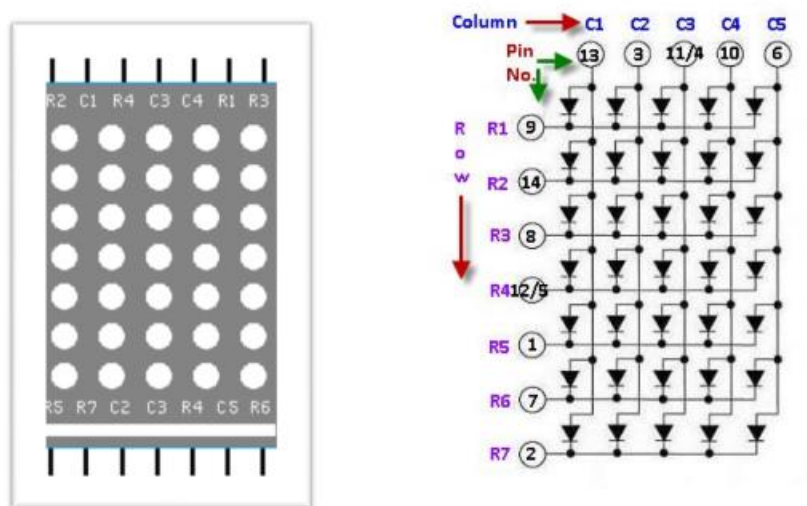 R2 C1 R4 C3 C4 R1 R3
R5 R7 C2 C3 R4 C5 R6
Column C1 C2 C3 C4 C5
Pin No.
13 3 11/4 10 6
Row
R1 9
R2 14
R3 8
R4 12/5
R5 1
R6 7
R7 2